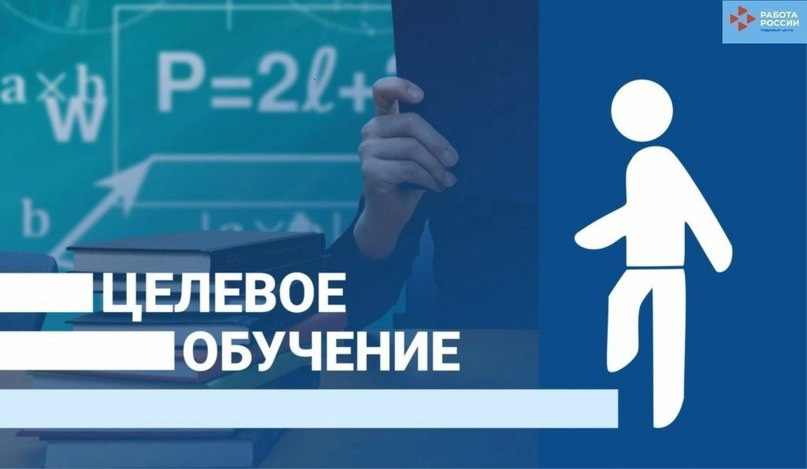 РАБОТА
РОССИИ
a×b
W
P=2ℓ+
b
ЦЕЛЕВОЕ
ОБУЧЕНИЕ